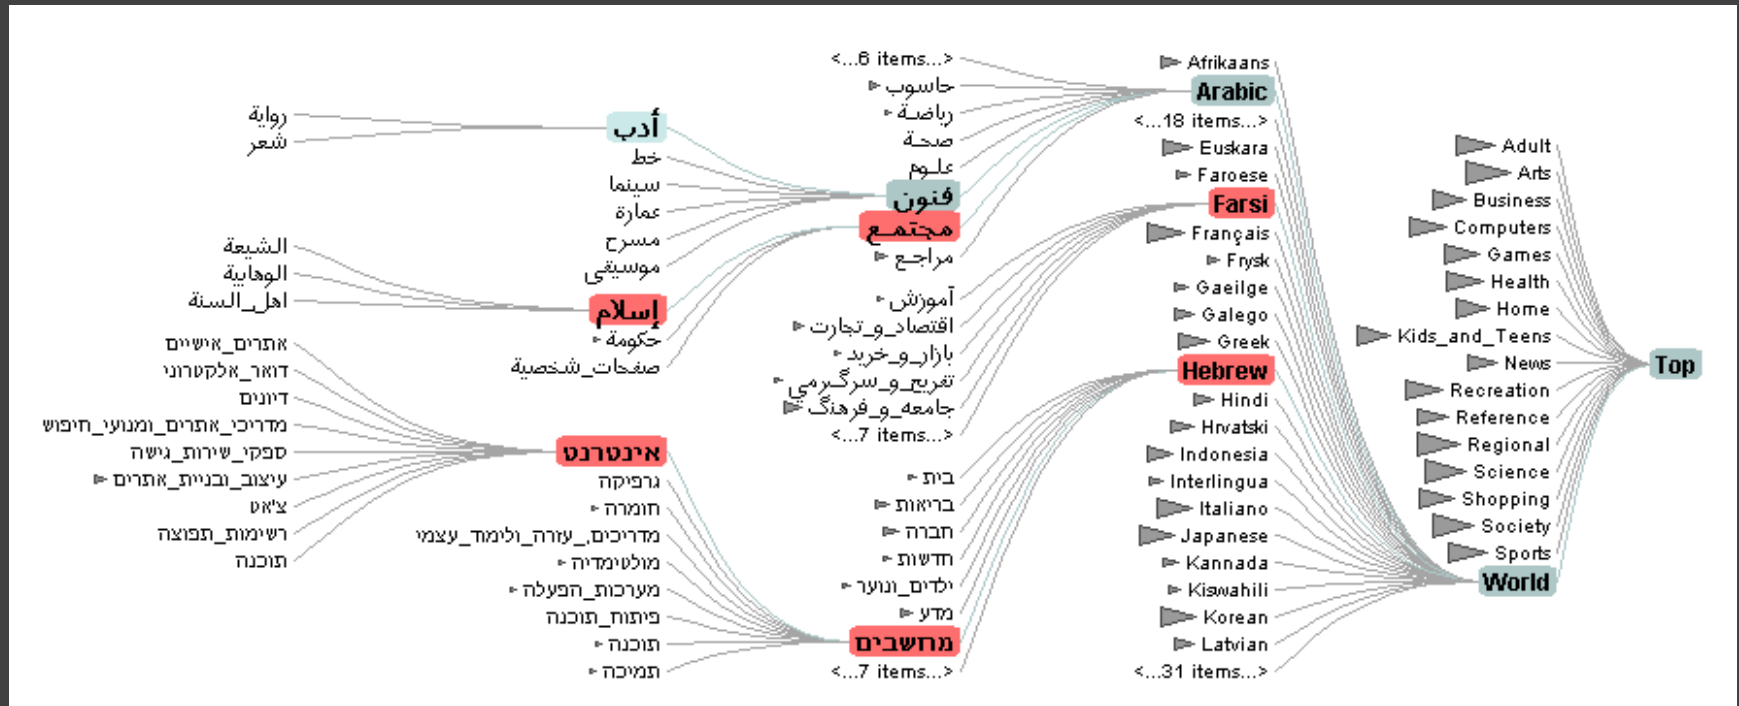 Top
Adult
Arts
Business
Computers
Games
Health
Home
Kids_and_Teens
News
Recreation
Reference
Regional
Science
Shopping
Society
Sports
World
Afrikaans
Arabic
<...18 items...>
Euskara
Faroese
Farsi
Français
Frysk
Gaeilge
Galego
Greek
Hebrew
Hindi
Hrvatski
Indonesia
Interlingua
Italiano
Japanese
Kannada
Kiswahili
Korean
Latvian
<...31 items...>
<...6 items...>
حاسوب
رياضة
صحة
علوم
فنون
مجتمع
مراجع
آموزش
اقتصاد_و_تجارت
بازار_و_خريد
تفريح_و_سرگرمي
جامعه_و_فرهنگ
<...7 items...>
בית
בריאות
חברה
חדשות
ילדים_ונוער
מדע
מחשבים
<...7 items...>
أدب
خط
سينما
عمارة
مسرح
موسيقى
إسلام
حكومة
صفحات_شخصية
אינטרנט
גרפיקה
חומרה
מדריכים,_עזרה_ולימוד_עצמי
מולטימדיה
מערכות_הפעלה
פיתוח_תוכנה
תוכנה
תמיכה
رواية
شعر
الشيعة
الوهابية
اهل_السنة
אתרים_אישיים
דואר_אלקטרוני
דיונים
מדריכי_אתרים_ומנועי_חיפוש
ספקי_שירות_גישה
עיצוב_ובניית_אתרים
צ'אט
רשימות_תפוצה
תוכנה